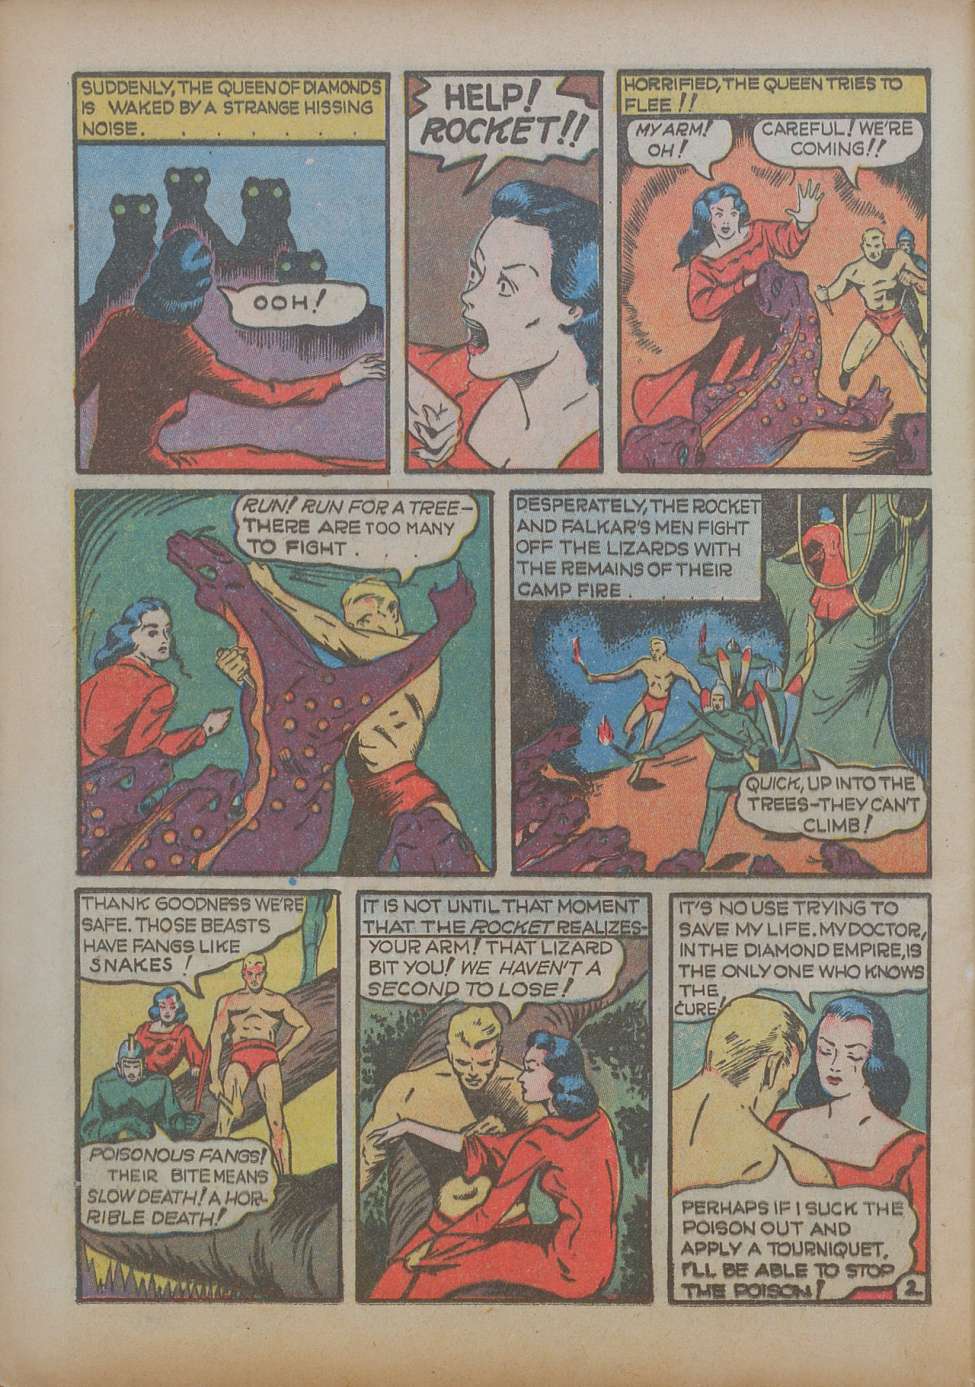 SUDDENLY, THE QUEEN OF DIAMONDS
IS WAKED BY A STRANGE HISSING
NOISE. . . . . . . .
OOH!
HELP!
ROCKET!!
HORRIFIED, THE QUEEN TRIES TO
FLEE!!
MY ARM!
OH!
CAREFUL! WE'RE
COMING!!
RUN! RUN FOR A TREE-
THERE ARE TOO MANY
TO FIGHT. . . .
DESPERATELY, THE ROCKET
AND FALKAR'S MEN FIGHT
OFF THE LIZARDS WITH
THE REMAINS OF THEIR
CAMP FIRE. . . . .
QUICK, UP INTO THE
TREES-THEY CAN'T
CLIMB!
THANK GOODNESS WE'RE
SAFE. THOSE BEASTS
HAVE FANGS LIKE
SNAKES!
POISONOUS FANGS!
THEIR BITE MEANS
SLOW DEATH! A HOR-
RIBLE DEATH!
IT IS NOT UNTIL THAT MOMENT
THAT THE ROCKET REALIZES-
YOUR ARM! THAT LIZARD
BIT YOU! WE HAVEN'T A
SECOND TO LOSE!
IT'S NO USE TRYING TO
SAVE MY LIFE. MY DOCTOR,
IN THE DIAMOND EMPIRE, IS
THE ONLY ONE WHO KNOWS
THE
CURE!
PERHAPS IF I SUCK THE
POISON OUT AND
APPLY A TOURNIQUET,
I'LL BE ABLE TO STOP
THE POISON!
2